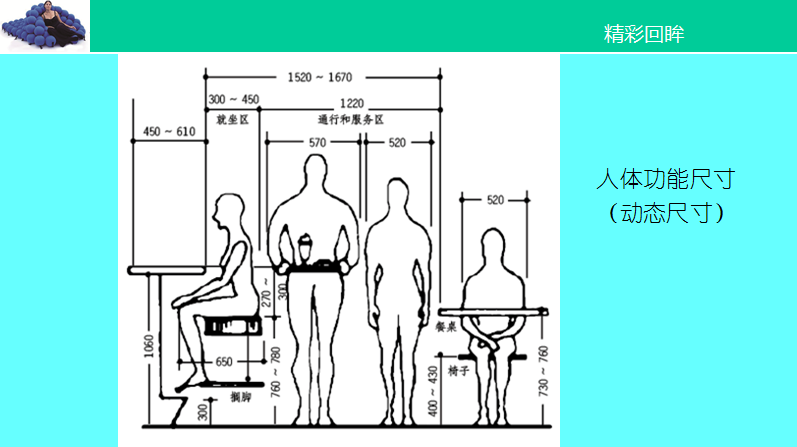 精彩回眸
1520 ~ 1670
300 ~ 450
1220
就坐区
通行和服务区
450 ~ 610
570
520
人体功能尺寸
（动态尺寸）
520
270 ~
300
餐桌
1060
650
760 ~ 780
椅子
400 ~ 430
730 ~ 760
搁脚
300